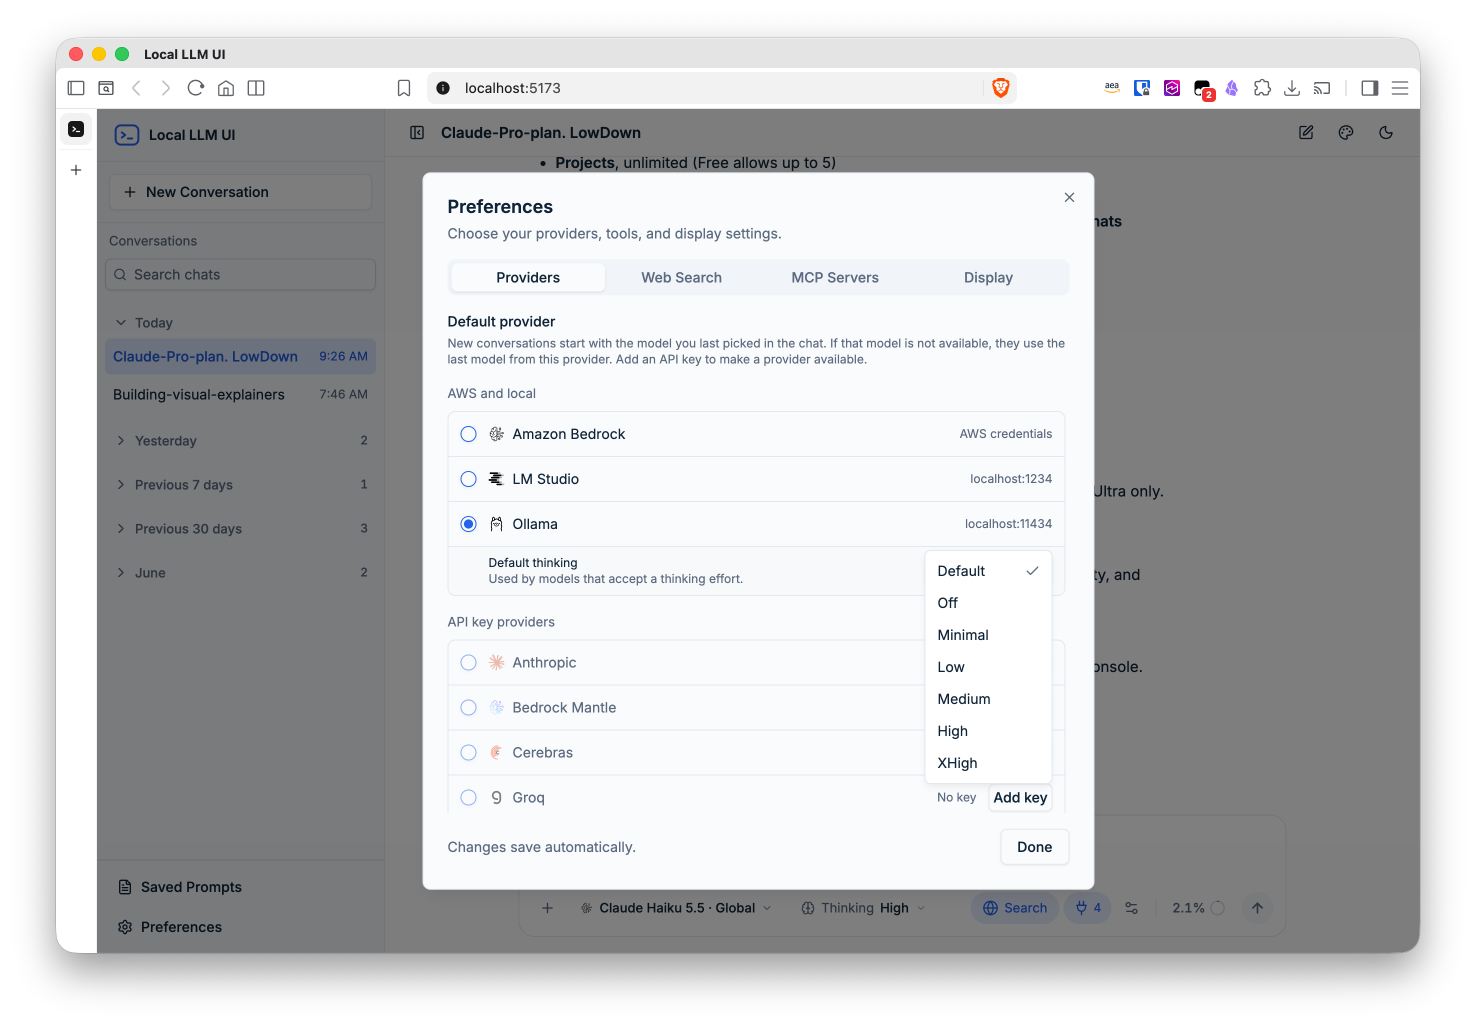 Local LLM UI
localhost:5173
aea
2
Local LLM UI
New Conversation
Conversations
Search chats
Today
Claude-Pro-plan. LowDown 9:26 AM
Building-visual-explainers 7:46 AM
Yesterday 2
Previous 7 days 1
Previous 30 days 3
June 2
Saved Prompts
Preferences
Claude-Pro-plan. LowDown
• Projects, unlimited (Free allows up to 5)
hats
Ultra only.
ty, and
onsole.
Preferences
Choose your providers, tools, and display settings.
Providers Web Search MCP Servers Display
Default provider
New conversations start with the model you last picked in the chat. If that model is not available, they use the
last model from this provider. Add an API key to make a provider available.
AWS and local
Amazon Bedrock AWS credentials
LM Studio localhost:1234
Ollama localhost:11434
Default thinking
Used by models that accept a thinking effort.
Default
Off
Minimal
Low
Medium
High
XHigh
API key providers
Anthropic
Bedrock Mantle
Cerebras
Groq No key Add key
Changes save automatically. Done
Claude Haiku 5.5 · Global Thinking High Search 4 2.1%